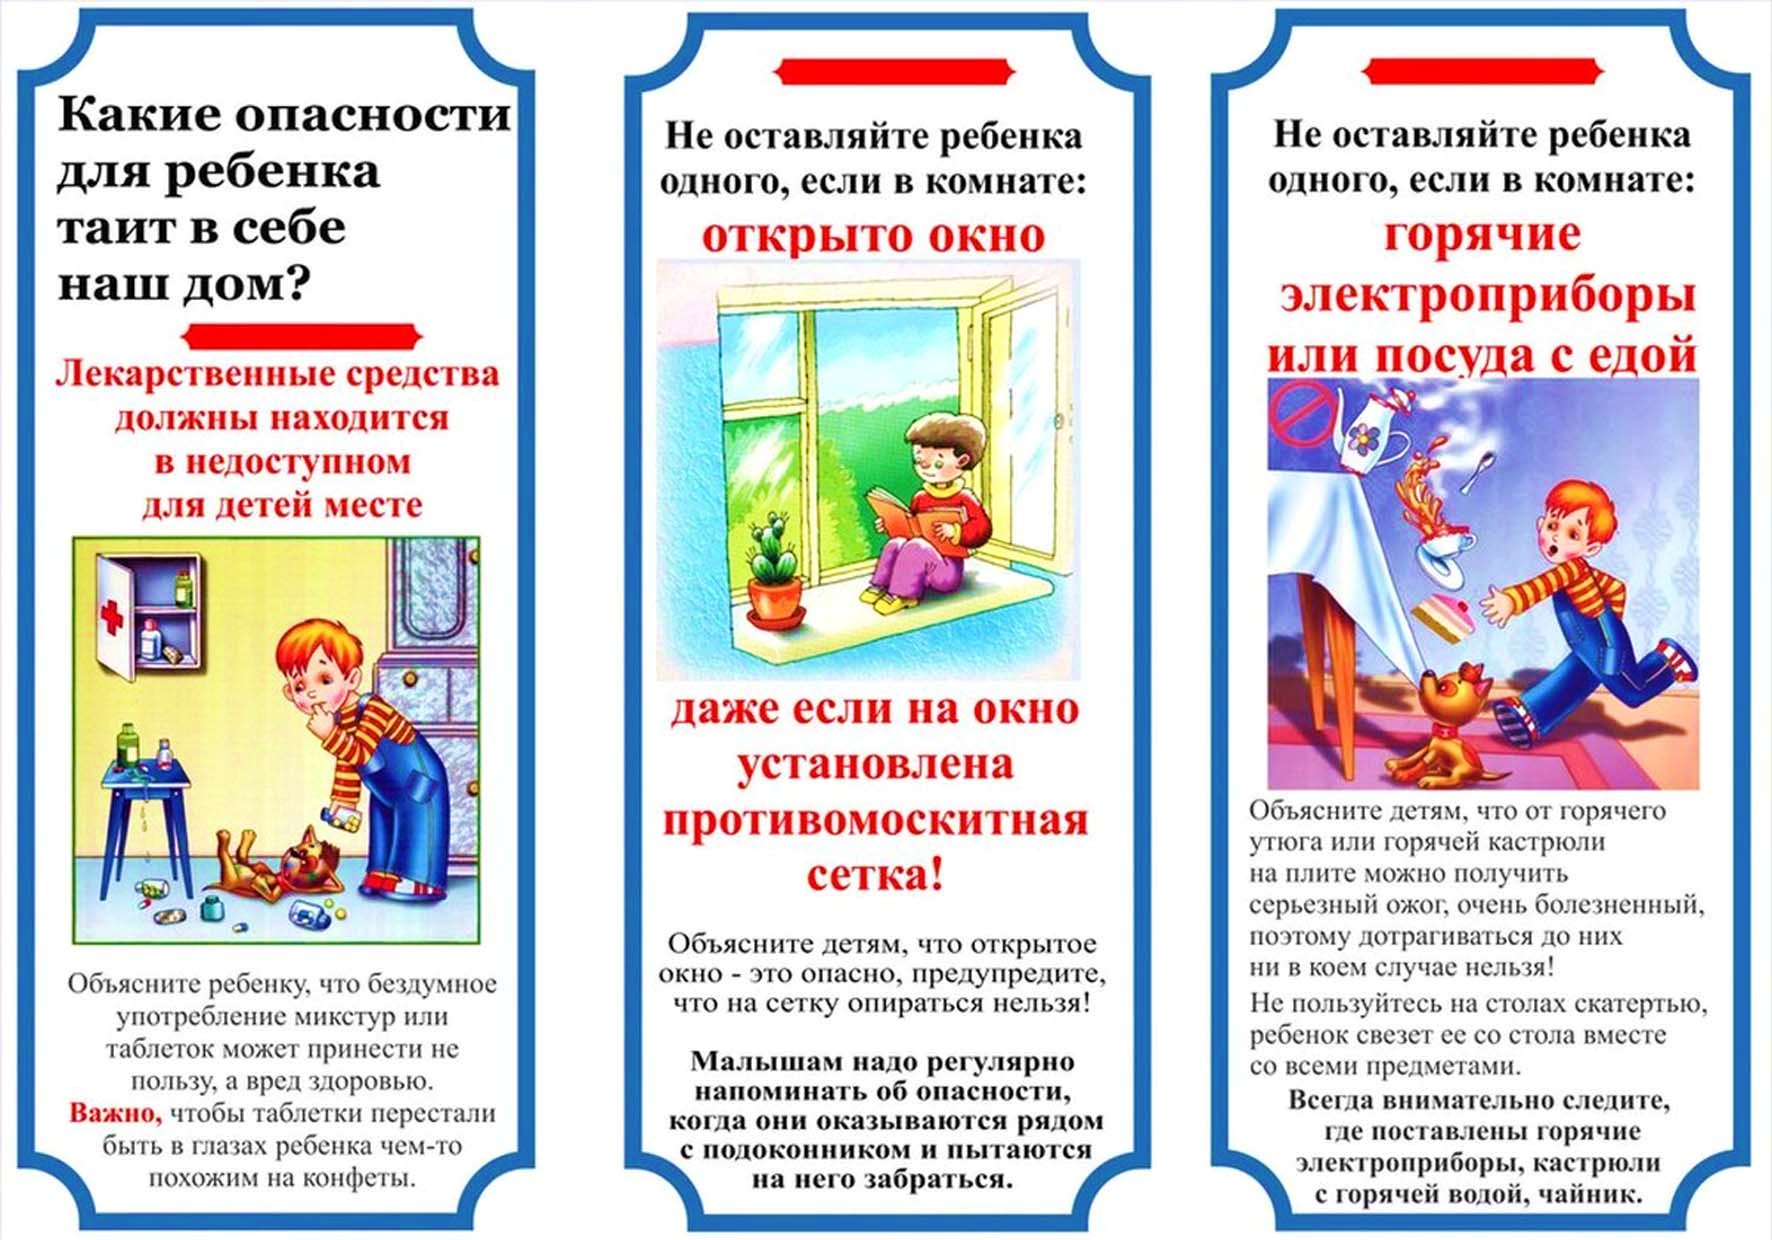 Какие опасности
для ребенка
таит в себе
наш дом?
Лекарственные средства
должны находится
в недоступном
для детей месте
Объясните ребенку, что бездумное
употребление микстур или
таблеток может принести не
пользу, а вред здоровью.
Важно, чтобы таблетки перестали
быть в глазах ребенка чем-то
похожим на конфеты.
Не оставляйте ребенка
одного, если в комнате:
открыто окно
даже если на окно
установлена
противомоскитная
сетка!
Объясните детям, что открытое
окно - это опасно, предупредите,
что на сетку опираться нельзя!
Малышам надо регулярно
напоминать об опасности,
когда они оказываются рядом
с подоконником и пытаются
на него забраться.
Не оставляйте ребенка
одного, если в комнате:
горячие
электроприборы
или посуда с едой
Объясните детям, что от горячего
утюга или горячей кастрюли
на плите можно получить
серьезный ожог, очень болезненный,
поэтому дотрагиваться до них
ни в коем случае нельзя!
Не пользуйтесь на столах скатертью,
ребенок свезет ее со стола вместе
со всеми предметами.
Всегда внимательно следите,
где поставлены горячие
электроприборы, кастрюли
с горячей водой, чайник.